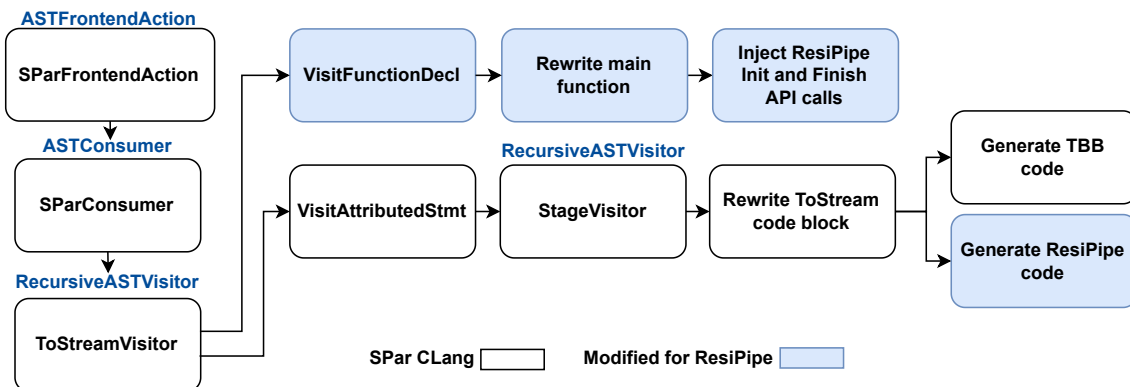 ASTFrontendAction
SParFrontendAction
ASTConsumer
SParConsumer
RecursiveASTVisitor
ToStreamVisitor
VisitFunctionDecl
Rewrite main
function
Inject ResiPipe
Init and Finish
API calls
VisitAttributedStmt
RecursiveASTVisitor
StageVisitor
Rewrite ToStream
code block
Generate TBB
code
Generate ResiPipe
code
SPar CLang
Modified for ResiPipe